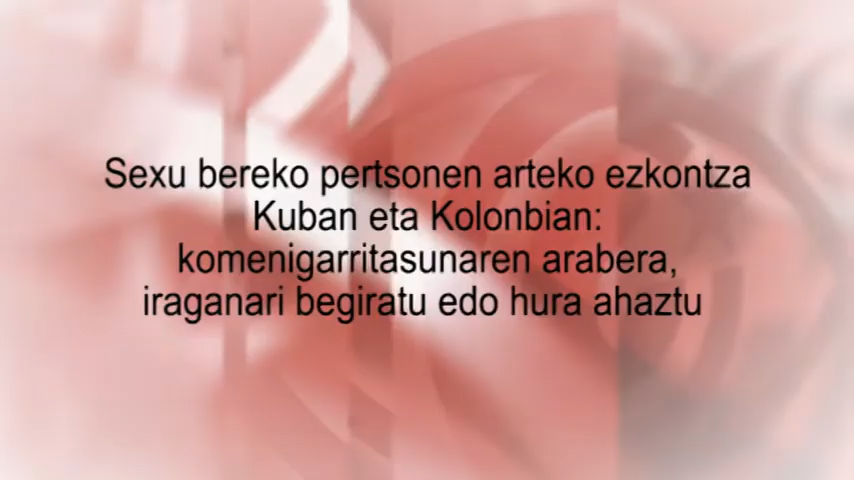 Sexu bereko pertsonen arteko ezkontza
Kuban eta Kolonbian:
komenigarritasunaren arabera,
iraganari begiratu edo hura ahaztu